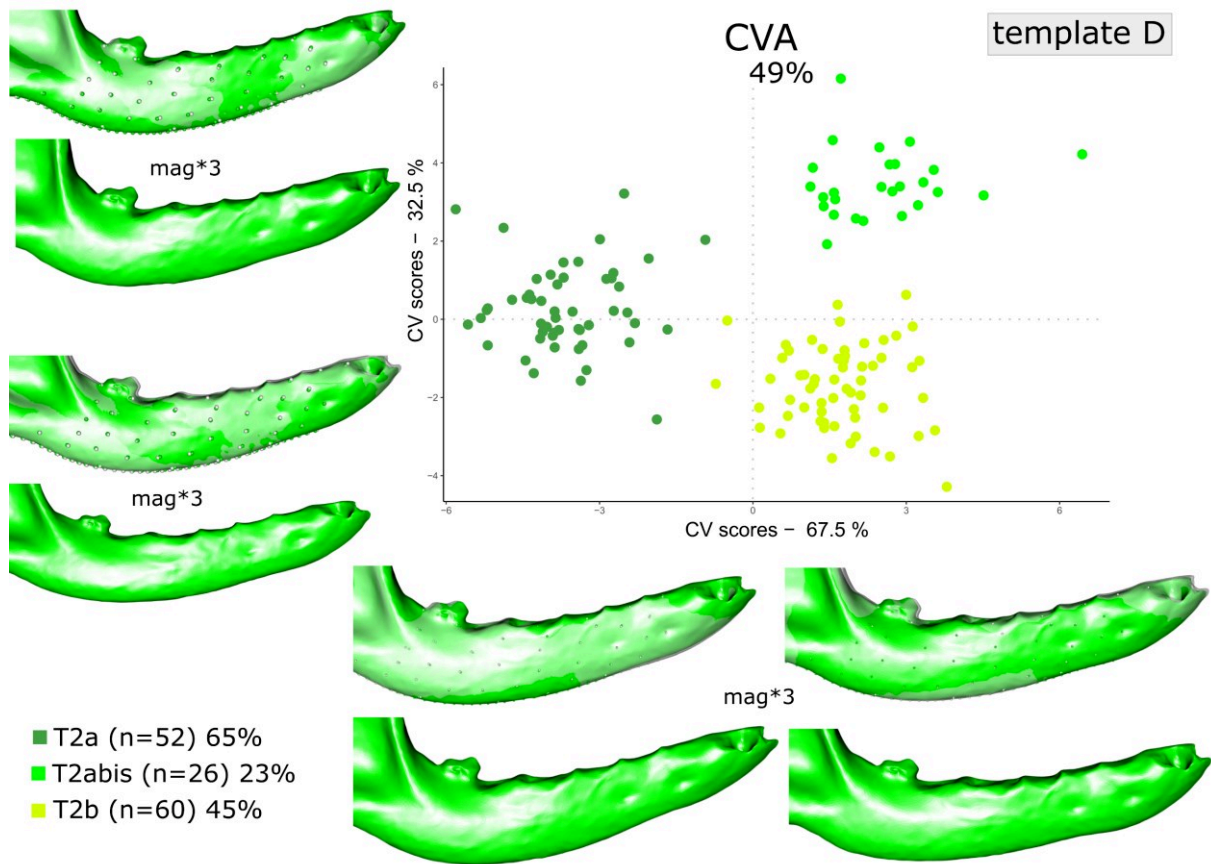 CVA
49%
template D
mag*3
mag*3
CV scores – 32.5 %
6
4
2
0
−2
−4
−6
−3
0
3
6
CV scores – 67.5 %
mag*3
T2a (n=52) 65%
T2abis (n=26) 23%
T2b (n=60) 45%